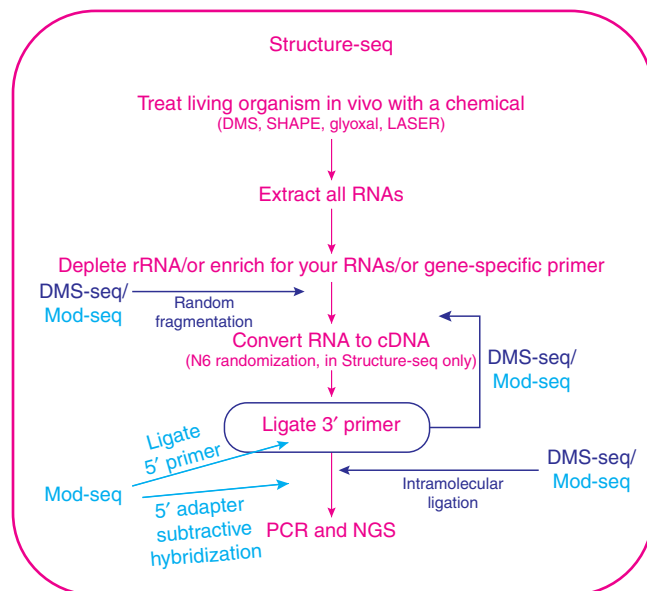 Structure-seq
Treat living organism in vivo with a chemical
(DMS, SHAPE, glyoxal, LASER)
Extract all RNAs
Deplete rRNA/or enrich for your RNAs/or gene-specific primer
DMS-seq/
Mod-seq
Random
fragmentation
Convert RNA to cDNA
(N6 randomization, in Structure-seq only)
DMS-seq/
Mod-seq
Ligate 3′ primer
Ligate
5′ primer
Mod-seq
5′ adapter
subtractive
hybridization
Intramolecular
ligation
DMS-seq/
Mod-seq
PCR and NGS